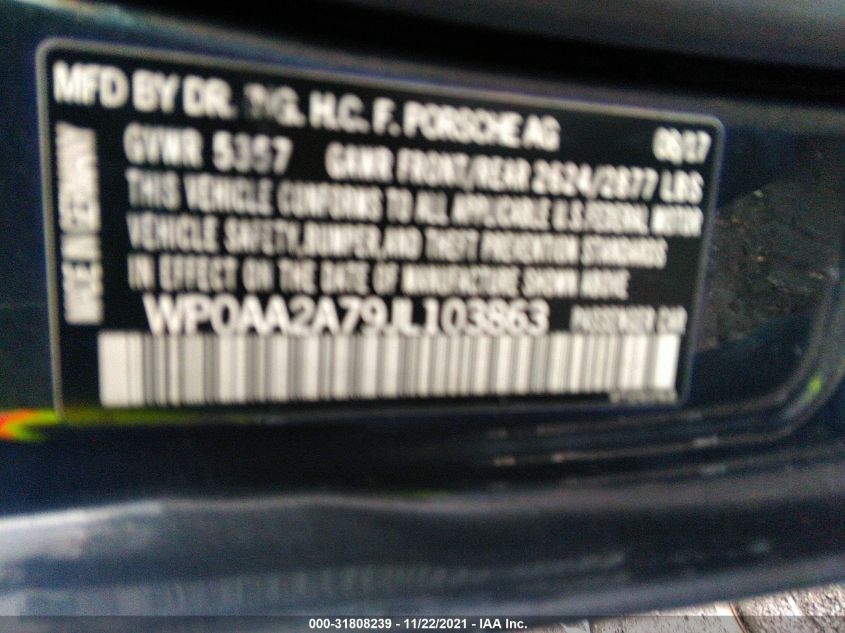 MFD BY DR. ING. H.C. F. PORSCHE AG 08/17
GVWR 5357 GAWR FRONT/REAR 2624/2877 LBS
THIS VEHICLE CONFORMS TO ALL APPLICABLE U.S. FEDERAL MOTOR
VEHICLE SAFETY, BUMPER, AND THEFT PREVENTION STANDARDS
IN EFFECT ON THE DATE OF MANUFACTURE SHOWN ABOVE
MADE IN GERMANY
WP0AA2A79JL103863 PASSENGER CAR
000-31808239 - 11/22/2021 - IAA Inc.